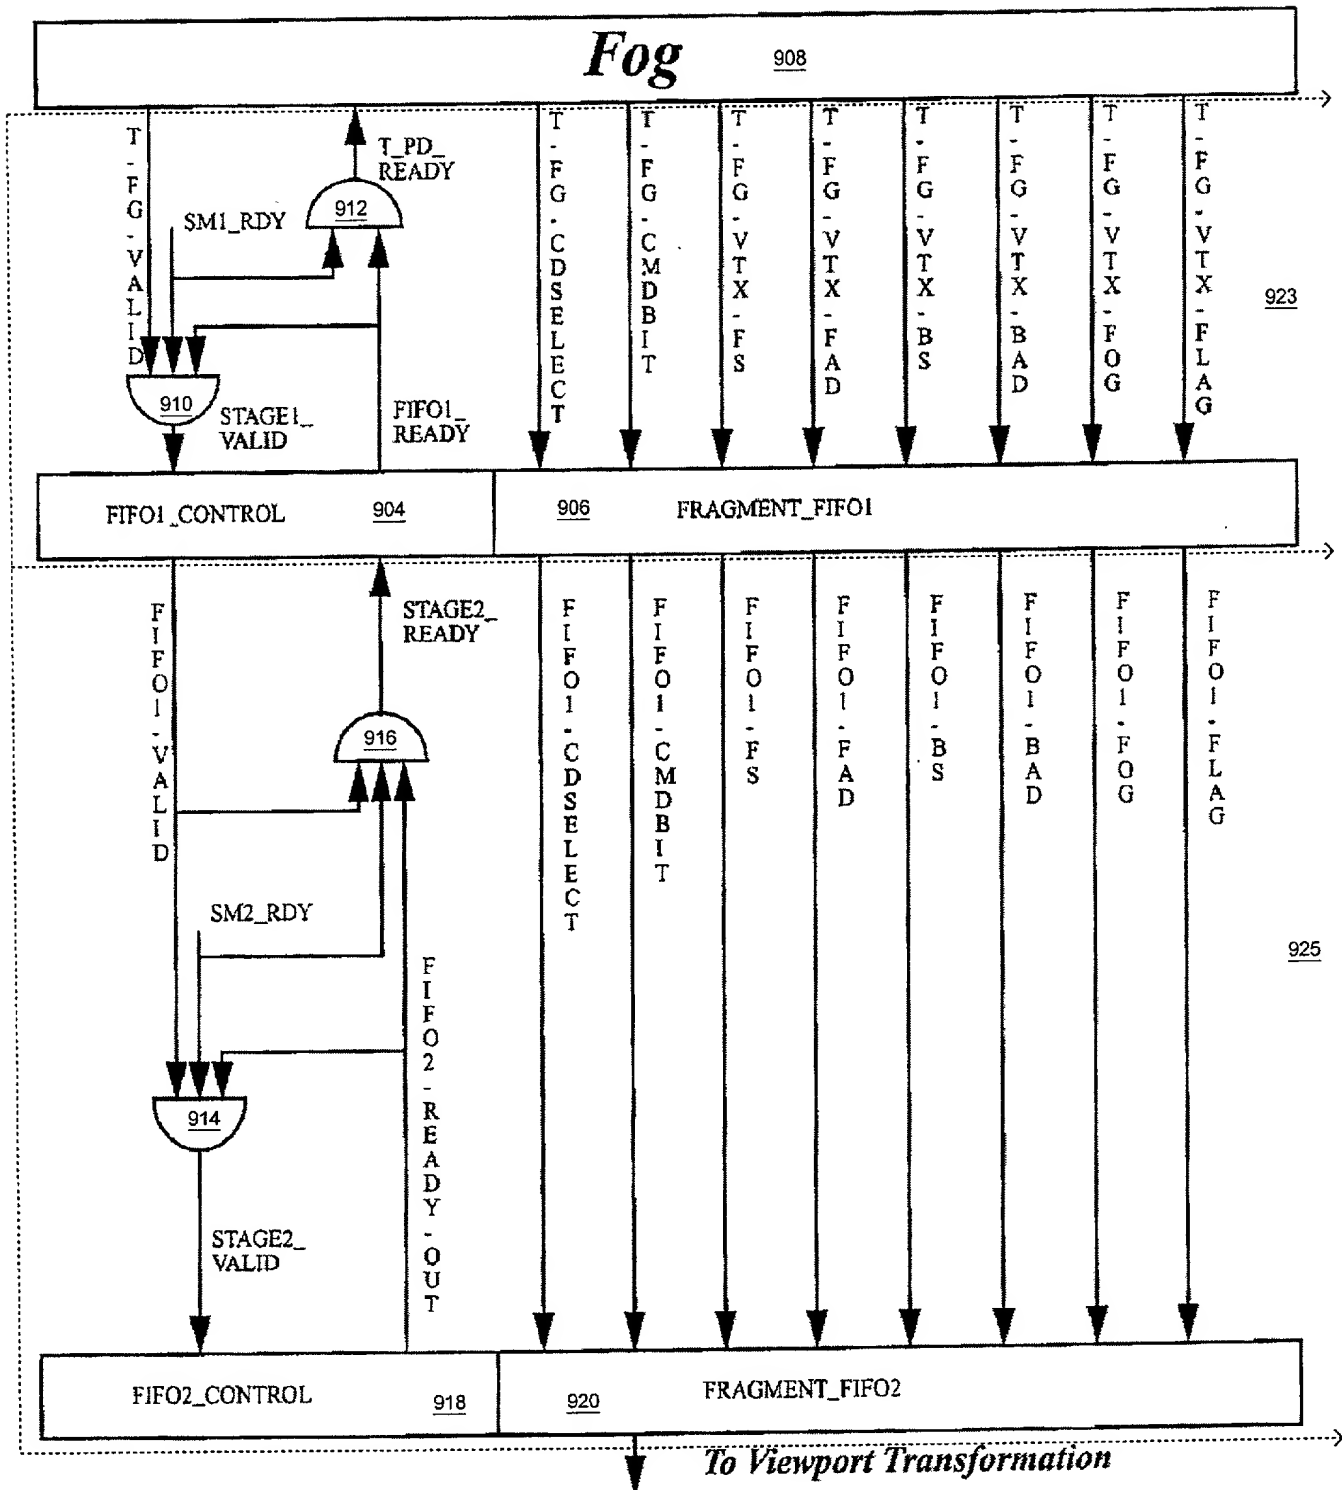 Fog 908
T-FG-VALID
T_PD_
READY
912
SM1_RDY
910
STAGE1_
VALID
FIFO1_
READY
T-FG-CDSELECT
T-FG-CMDBIT
T-FG-VTX-FS
T-FG-VTX-FAD
T-FG-VTX-BS
T-FG-VTX-BAD
T-FG-VTX-FOG
T-FG-VTX-FLAG
923
FIFO1_CONTROL 904
906 FRAGMENT_FIFO1
FIFO1-VALID
STAGE2_
READY
916
SM2_RDY
914
STAGE2_
VALID
FIFO2-READY-OUT
FIFO1-CDSELECT
FIFO1-CMDBIT
FIFO1-FS
FIFO1-FAD
FIFO1-BS
FIFO1-BAD
FIFO1-FOG
FIFO1-FLAG
925
FIFO2_CONTROL 918
920 FRAGMENT_FIFO2
To Viewport Transformation